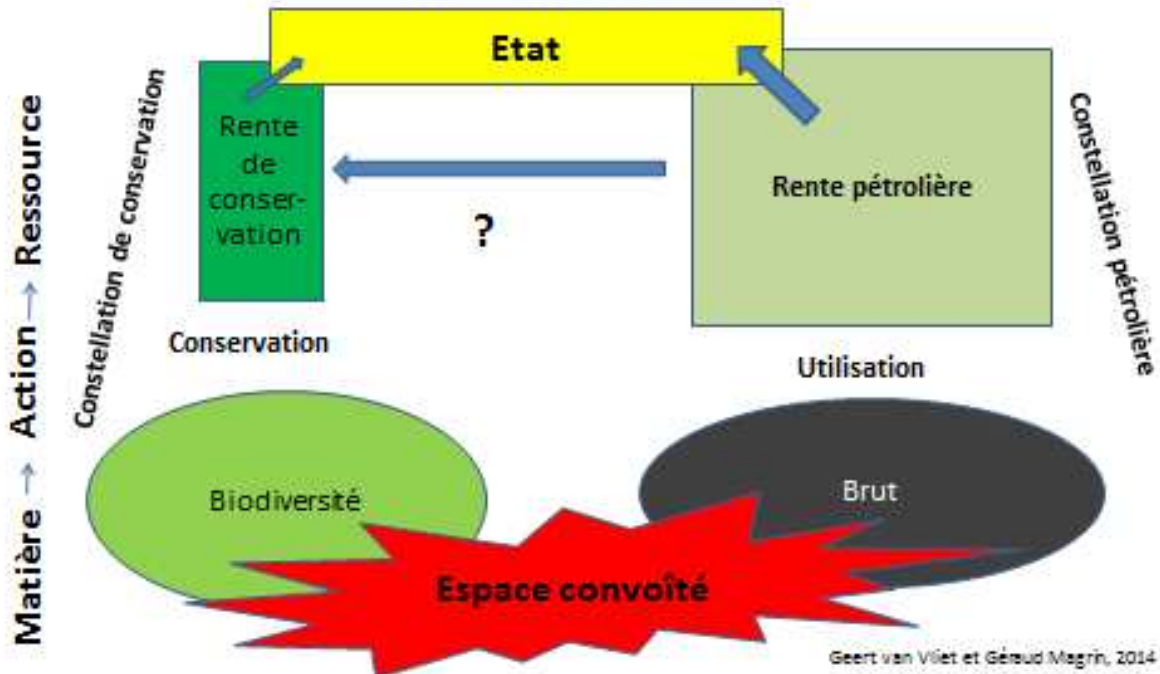 Etat
Rente
de
conser-
vation
Rente pétrolière
?
Conservation
Utilisation
Biodiversité
Brut
Espace convoîté
Matière → Action → Ressource
Constellation de conservation
Constellation pétrolière
Geert van Vliet et Géraud Magrin, 2014